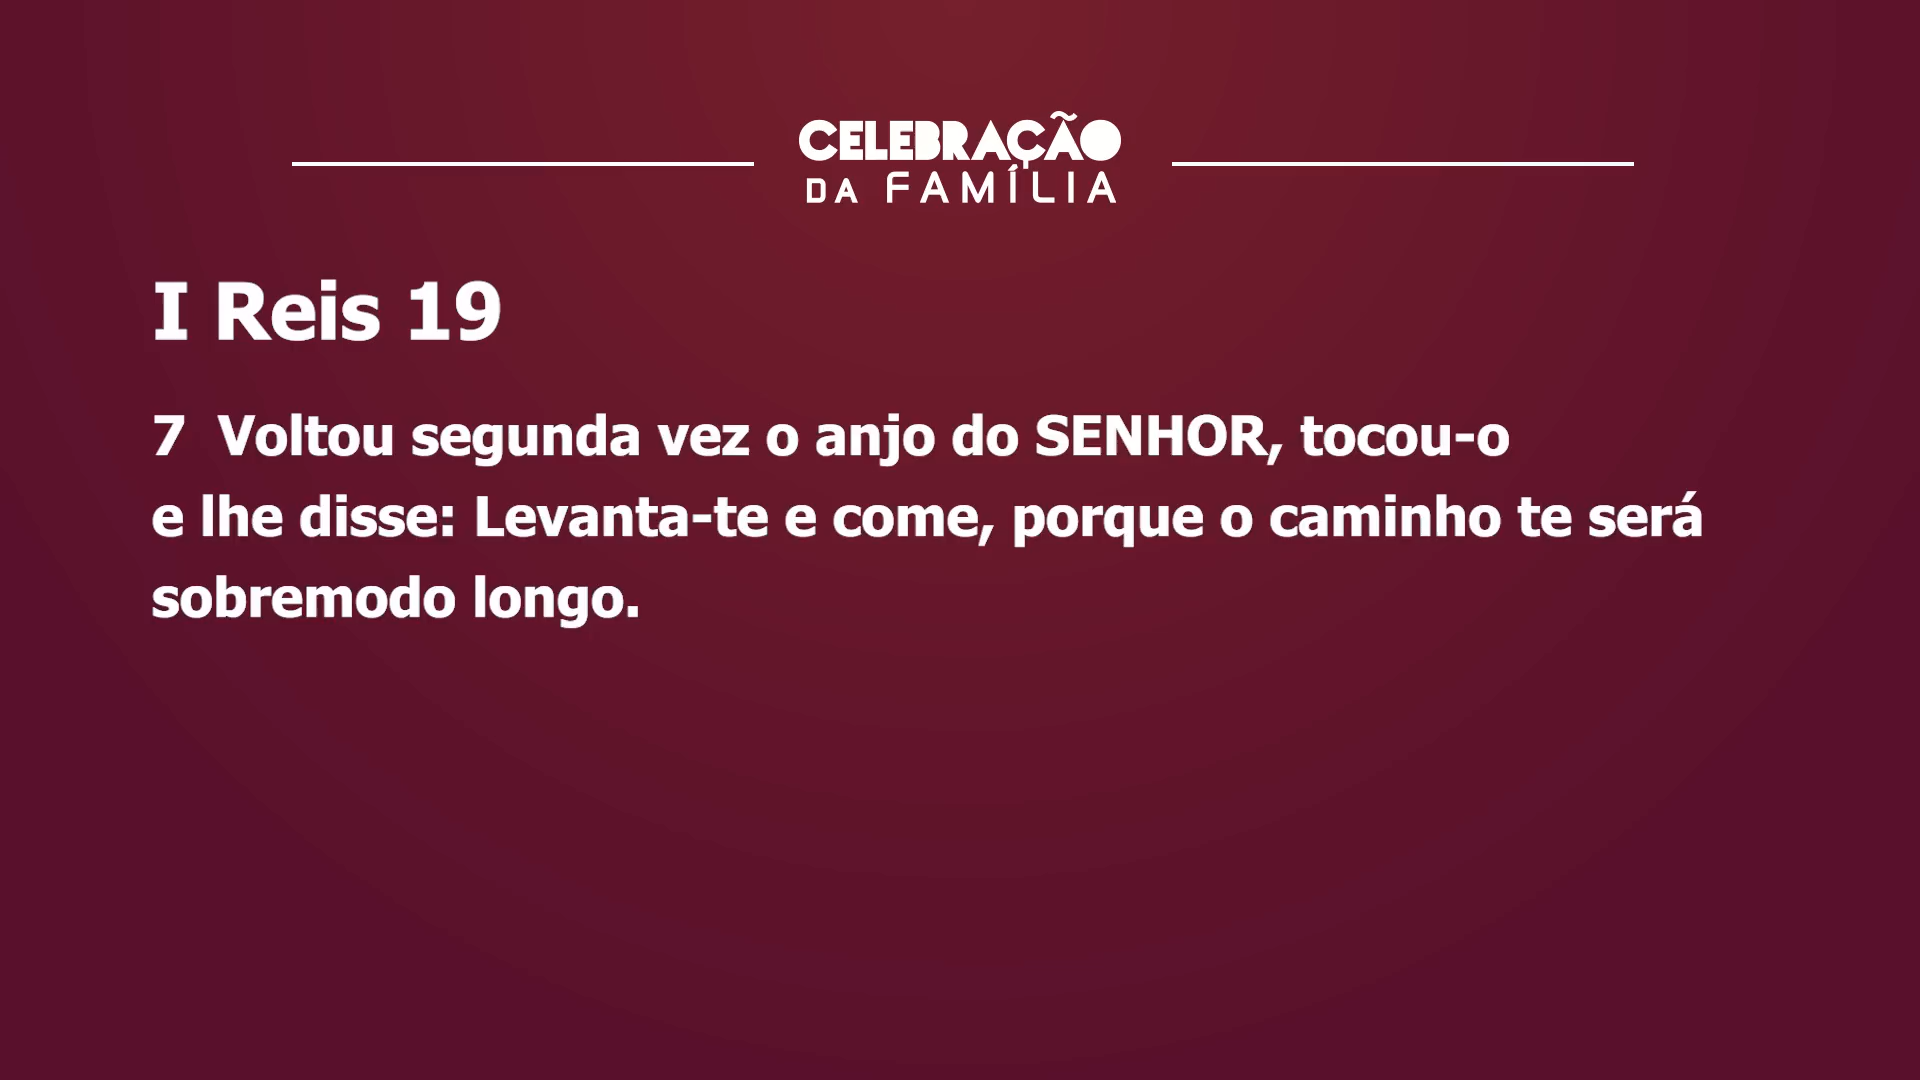 CELEBRAÇÃO
DA FAMÍLIA
I Reis 19
7 Voltou segunda vez o anjo do SENHOR, tocou-o
e lhe disse: Levanta-te e come, porque o caminho te será
sobremodo longo.